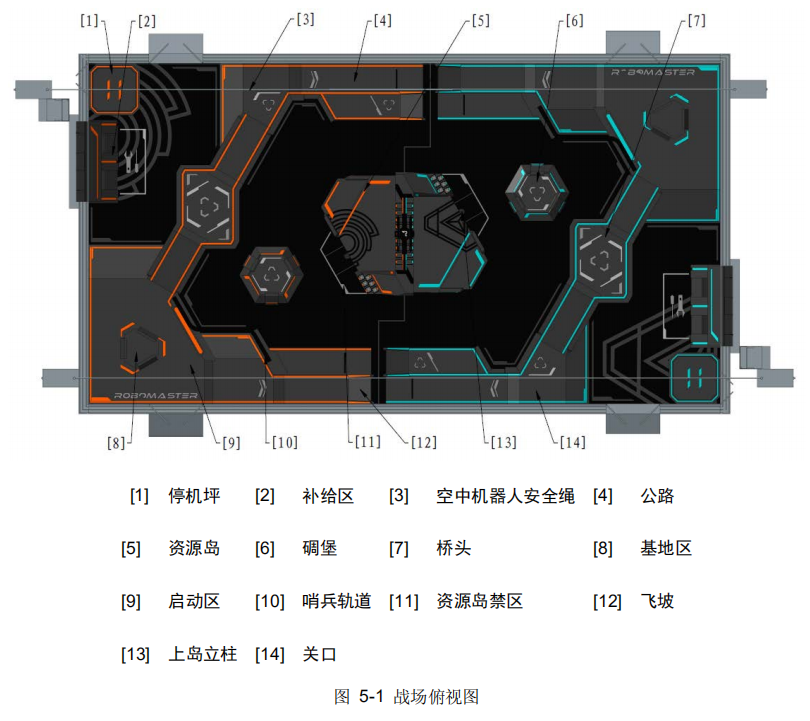 [1] [2] [3] [4] [5] [6] [7]
ROBOMASTER
ROBOMASTER
[8] [9] [10] [11] [12] [13] [14]
[1] 停机坪 [2] 补给区 [3] 空中机器人安全绳 [4] 公路
[5] 资源岛 [6] 碉堡 [7] 桥头 [8] 基地区
[9] 启动区 [10] 哨兵轨道 [11] 资源岛禁区 [12] 飞坡
[13] 上岛立柱 [14] 关口
图 5-1 战场俯视图